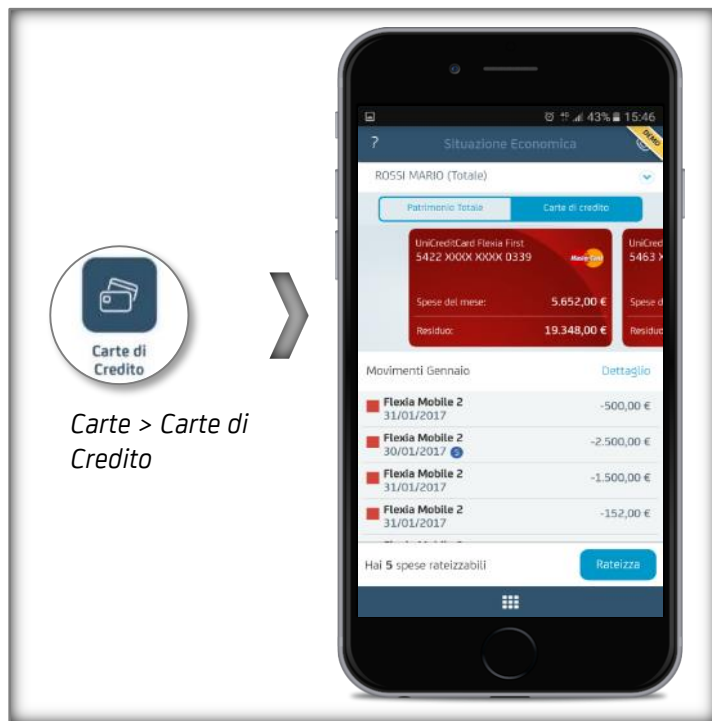 Carte di
Credito
Carte > Carte di
Credito
43% 15:46
DEMO
?
Situazione Economica
ROSSI MARIO (Totale)
Patrimonio Totale
Carte di credito
UniCreditCard Flexia First
5422 XXXX XXXX 0339
MasterCard
Spese del mese: 5.652,00 €
Residuo: 19.348,00 €
UniCred
5463 X
Spese d
Residuo
Movimenti Gennaio
Dettaglio
Flexia Mobile 2
31/01/2017
-500,00 €
Flexia Mobile 2
30/01/2017 S
-2.500,00 €
Flexia Mobile 2
31/01/2017
-1.500,00 €
Flexia Mobile 2
31/01/2017
-152,00 €
Hai 5 spese rateizzabili
Rateizza